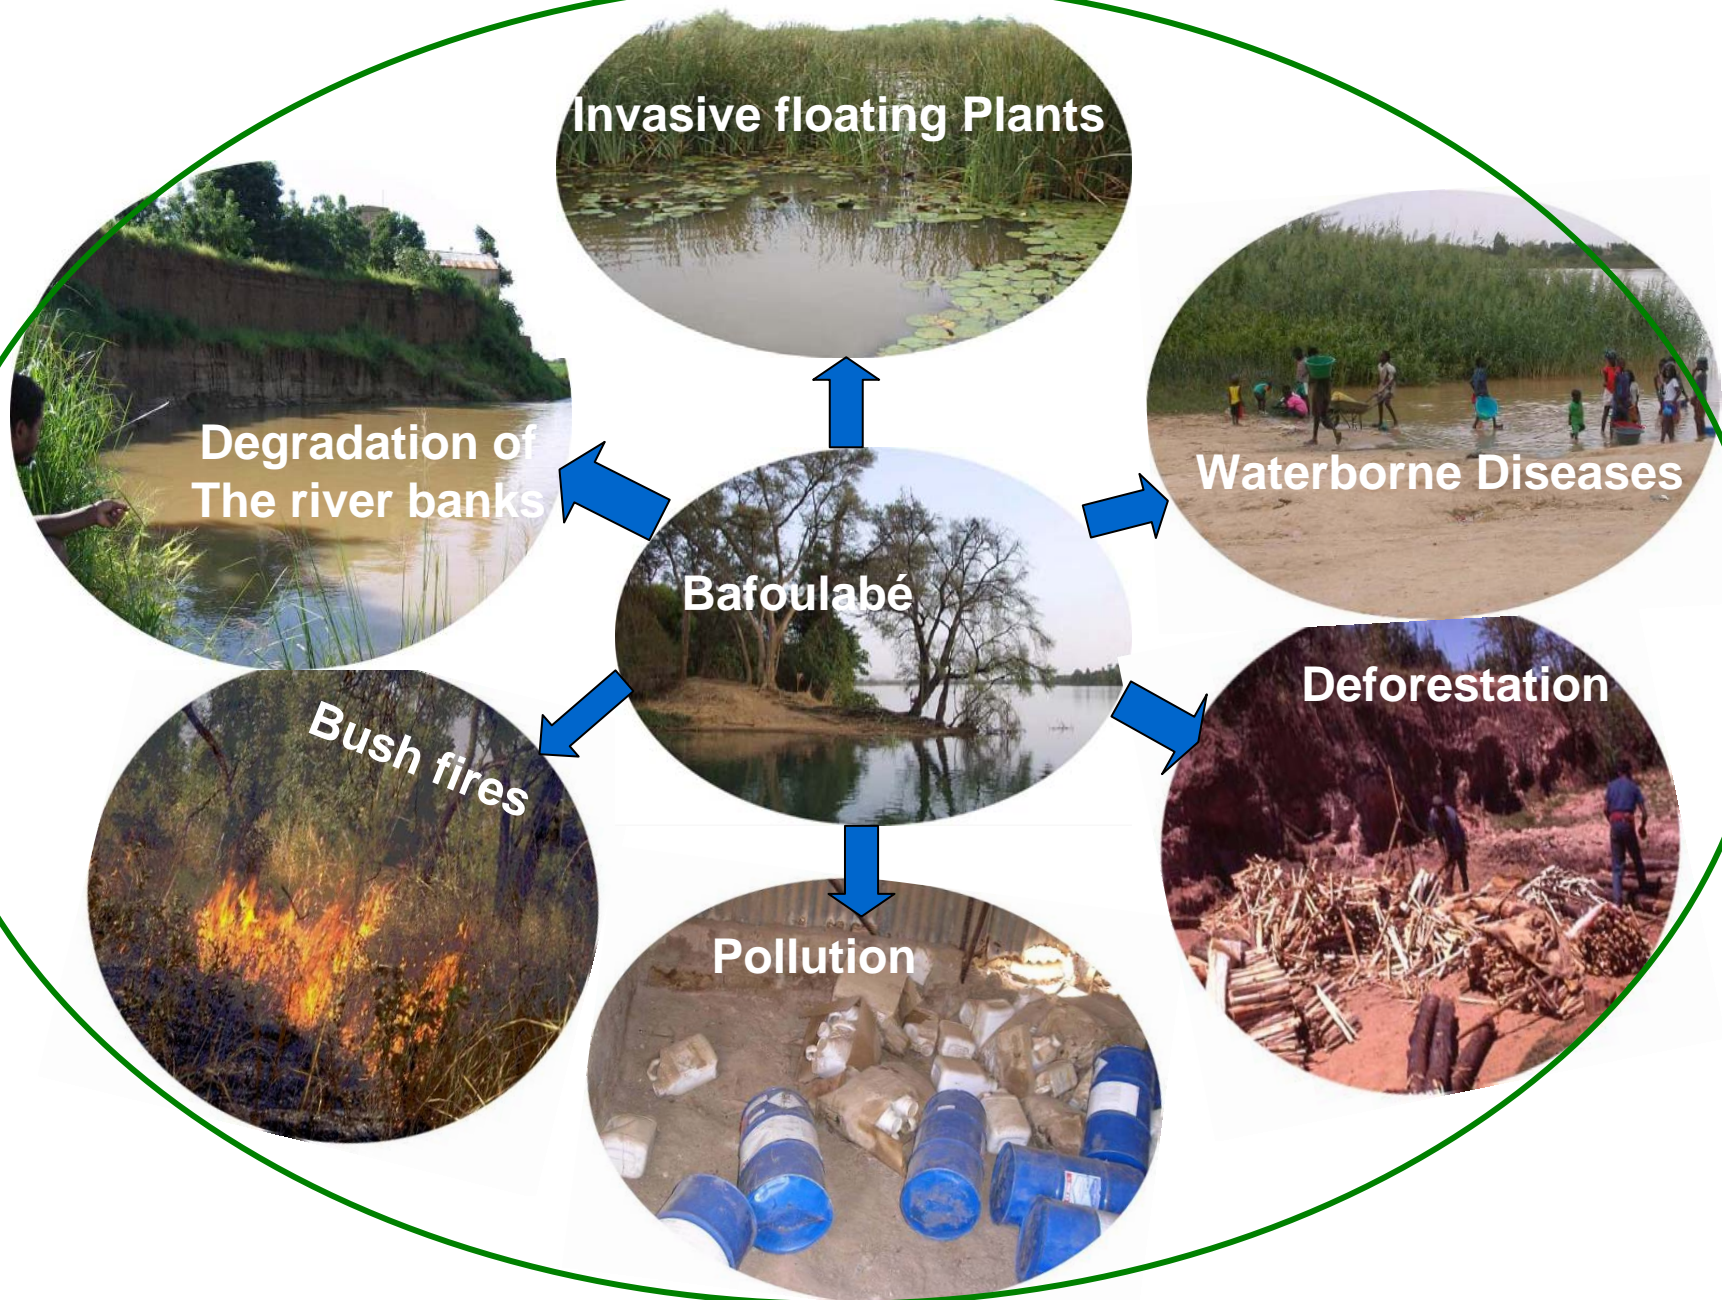 Invasive floating Plants
Degradation of
The river banks
Waterborne Diseases
Bafoulabé
Deforestation
Bush fires
Pollution